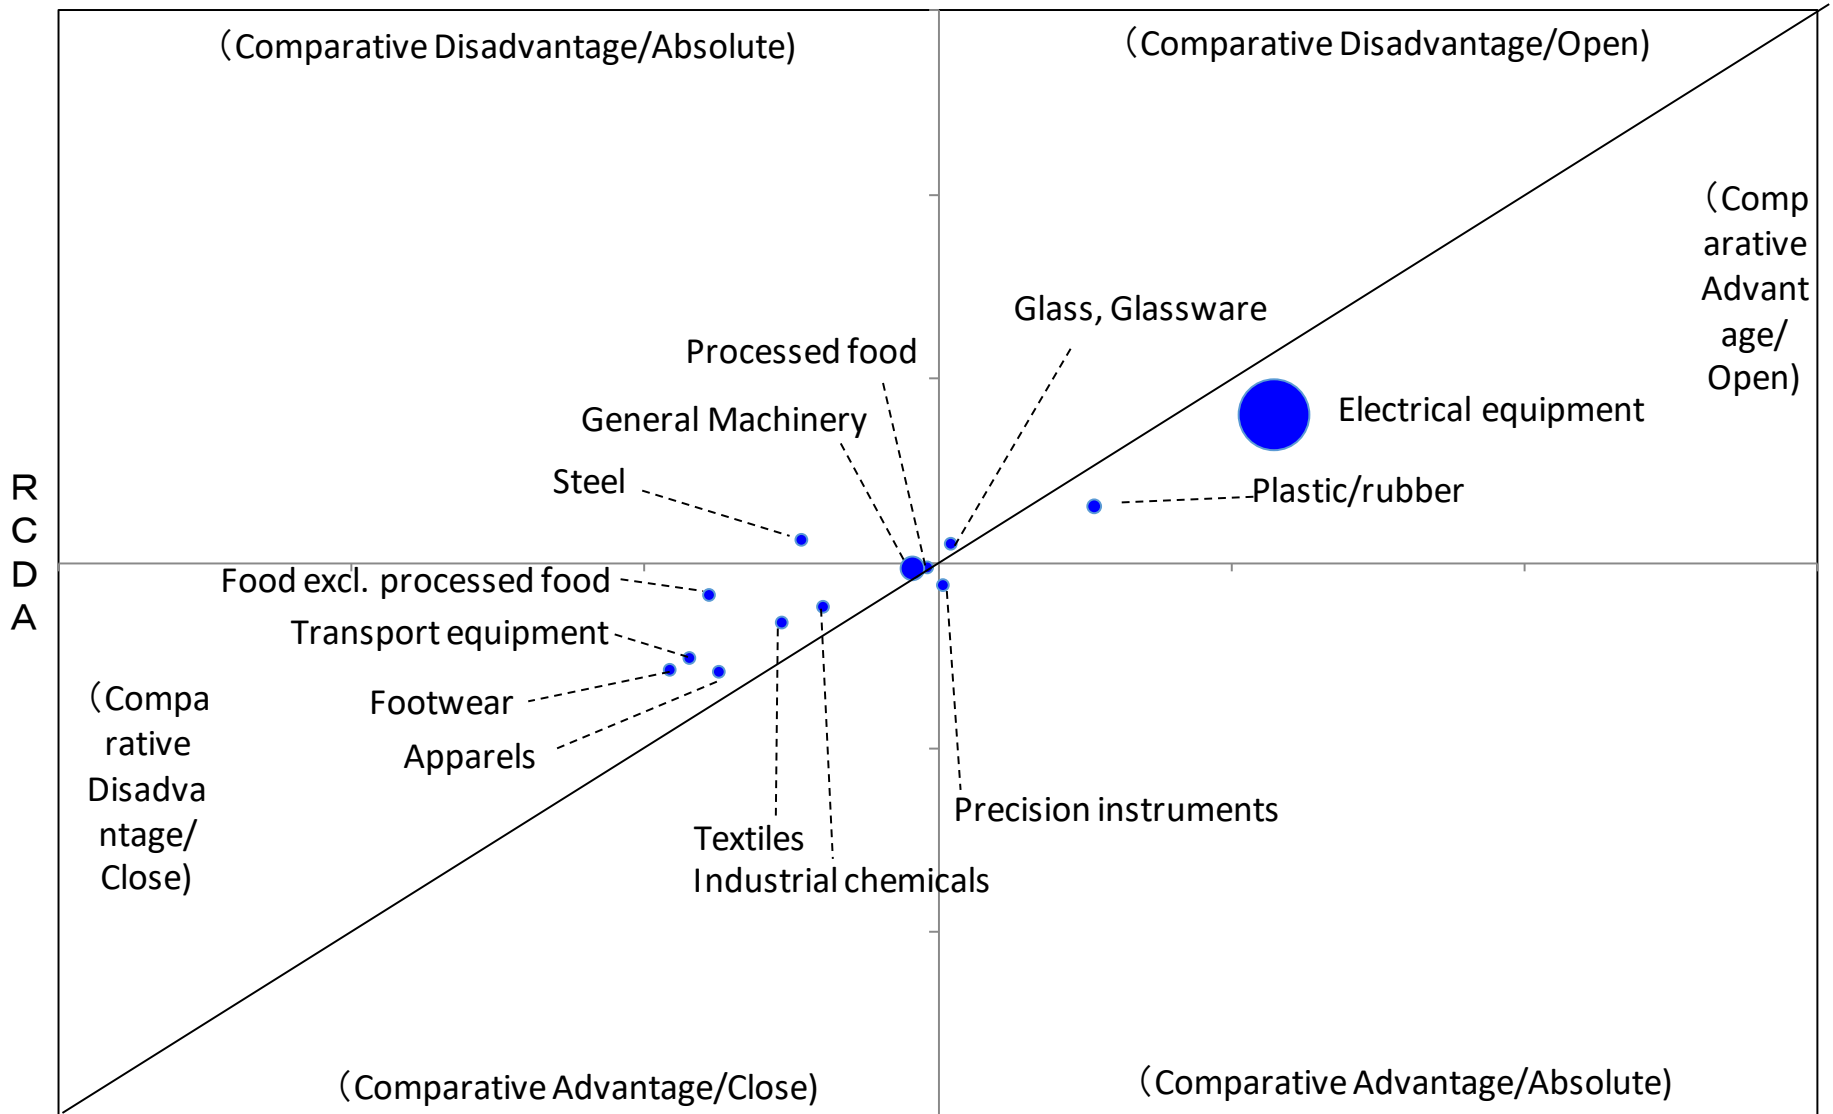 （Comparative Disadvantage/Absolute)
（Comparative Disadvantage/Open)
（Comp
arative
Advant
age/
Open)
Glass, Glassware
Processed food
General Machinery
Electrical equipment
Steel
Plastic/rubber
R
C
D
A
Food excl. processed food
Transport equipment
Footwear
Apparels
（Compa
rative
Disadva
ntage/
Close)
Precision instruments
Textiles
Industrial chemicals
（Comparative Advantage/Close)
（Comparative Advantage/Absolute)